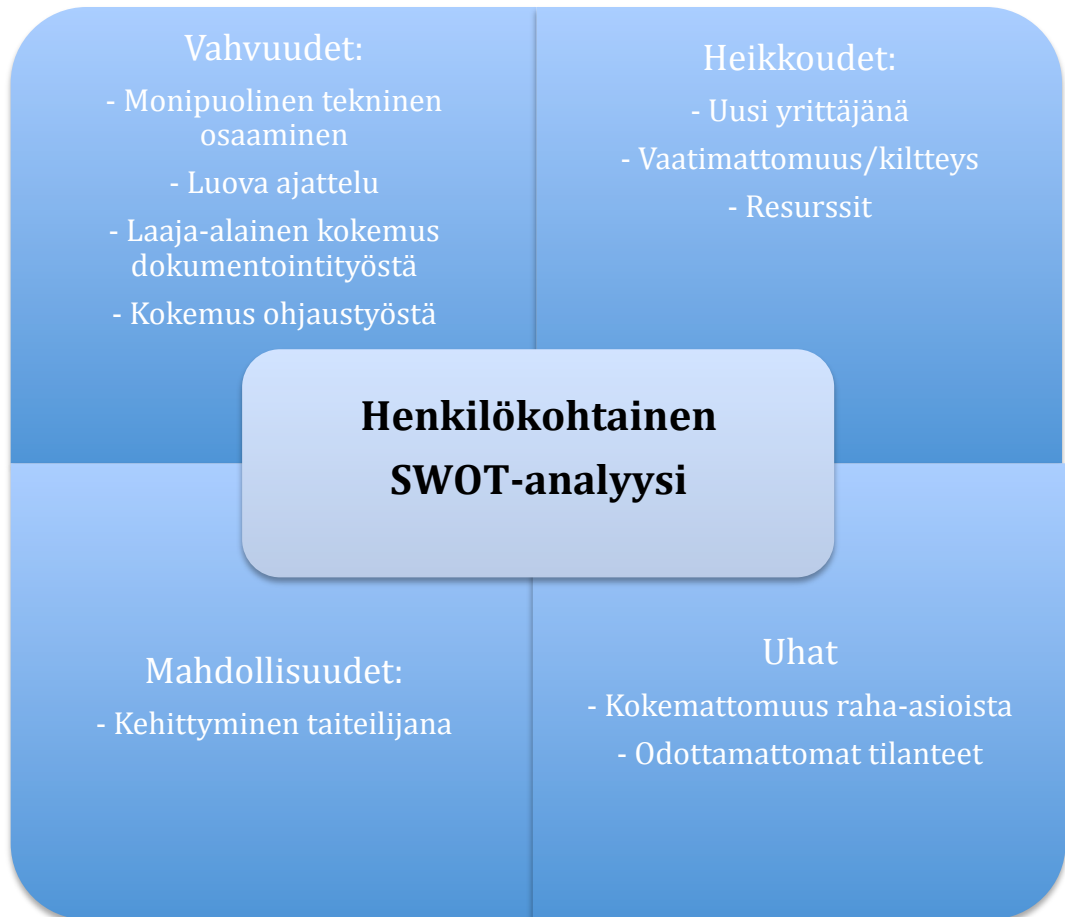 Vahvuudet:
- Monipuolinen tekninen
osaaminen
- Luova ajattelu
- Laaja-alainen kokemus
dokumentointityöstä
- Kokemus ohjaustyöstä
Heikkoudet:
- Uusi yrittäjänä
- Vaatimattomuus/kiltteys
- Resurssit
Henkilökohtainen
SWOT-analyysi
Mahdollisuudet:
- Kehittyminen taiteilijana
Uhat
- Kokemattomuus raha-asioista
- Odottamattomat tilanteet